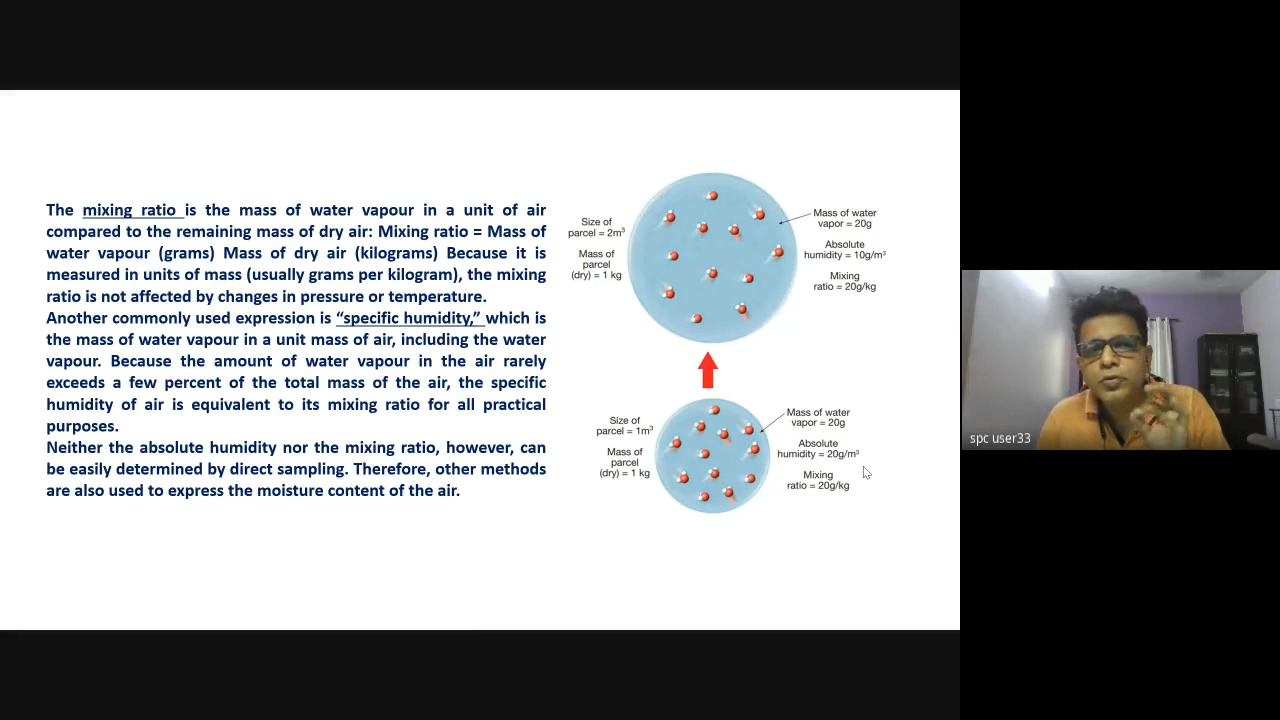 The mixing ratio is the mass of water vapour in a unit of air
compared to the remaining mass of dry air: Mixing ratio = Mass of
water vapour (grams) Mass of dry air (kilograms) Because it is
measured in units of mass (usually grams per kilogram), the mixing
ratio is not affected by changes in pressure or temperature.
Another commonly used expression is “specific humidity,” which is
the mass of water vapour in a unit mass of air, including the water
vapour. Because the amount of water vapour in the air rarely
exceeds a few percent of the total mass of the air, the specific
humidity of air is equivalent to its mixing ratio for all practical
purposes.
Neither the absolute humidity nor the mixing ratio, however, can
be easily determined by direct sampling. Therefore, other methods
are also used to express the moisture content of the air.
Size of
parcel = 2m³
Mass of
parcel
(dry) = 1 kg
Mass of water
vapor = 20g
Absolute
humidity = 10g/m³
Mixing
ratio = 20g/kg
Size of
parcel = 1m³
Mass of
parcel
(dry) = 1 kg
Mass of water
vapor = 20g
Absolute
humidity = 20g/m³
Mixing
ratio = 20g/kg
spc user33